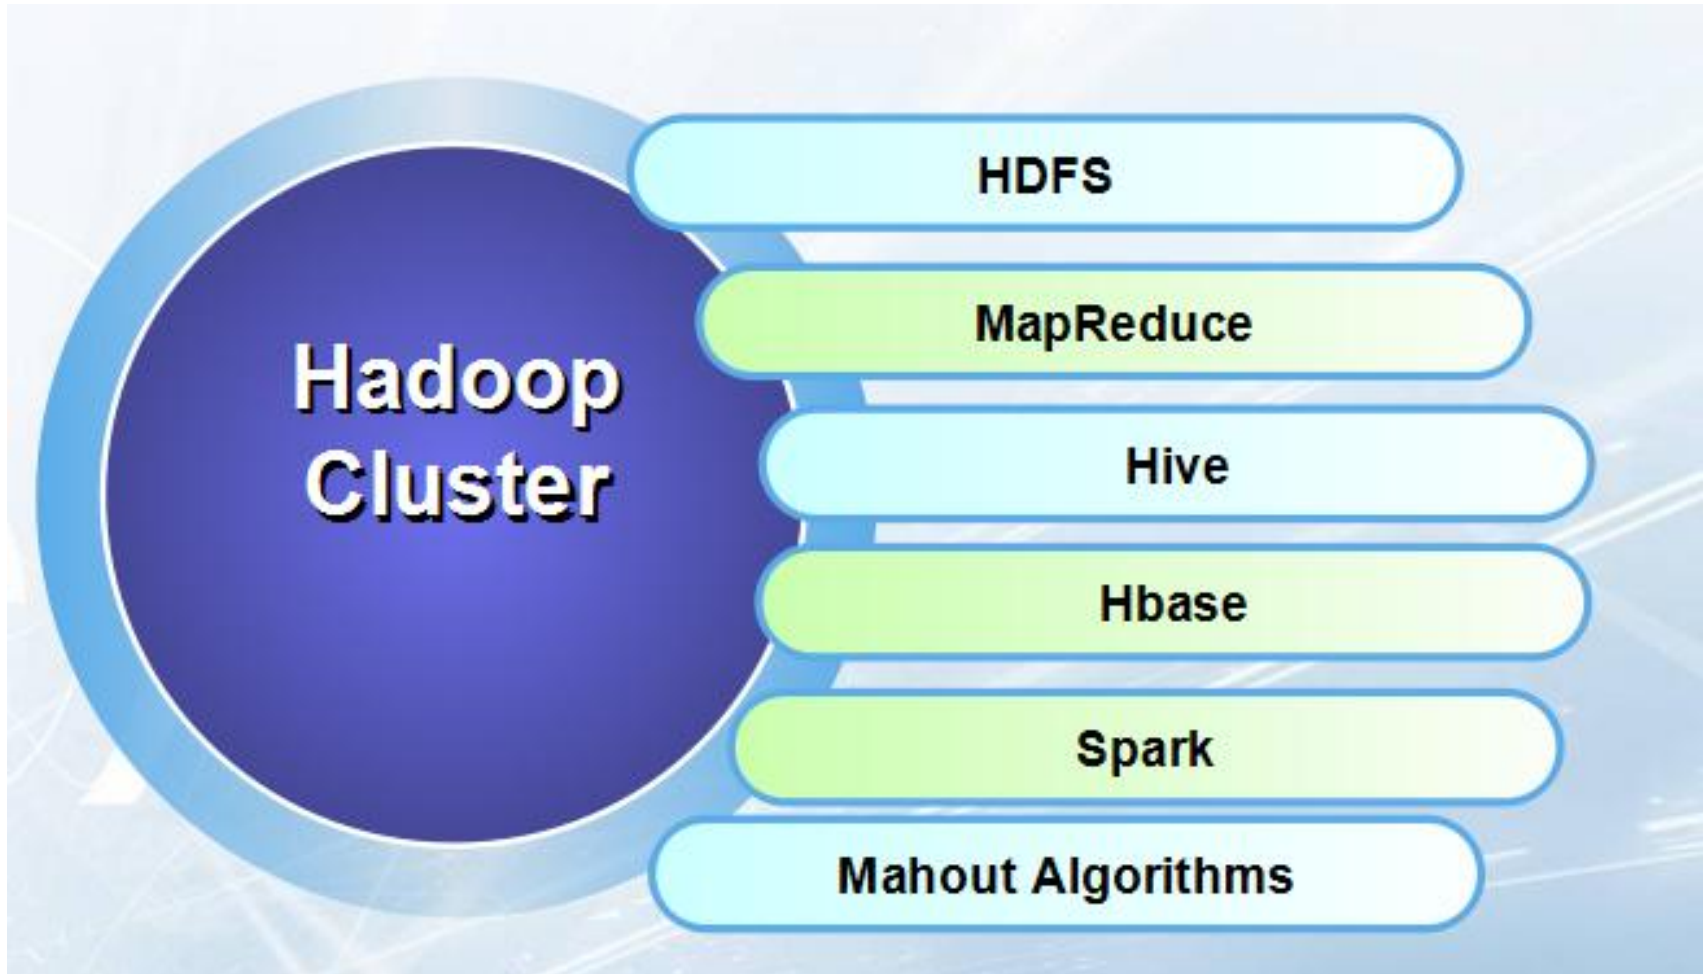 Hadoop
Cluster
HDFS
MapReduce
Hive
Hbase
Spark
Mahout Algorithms